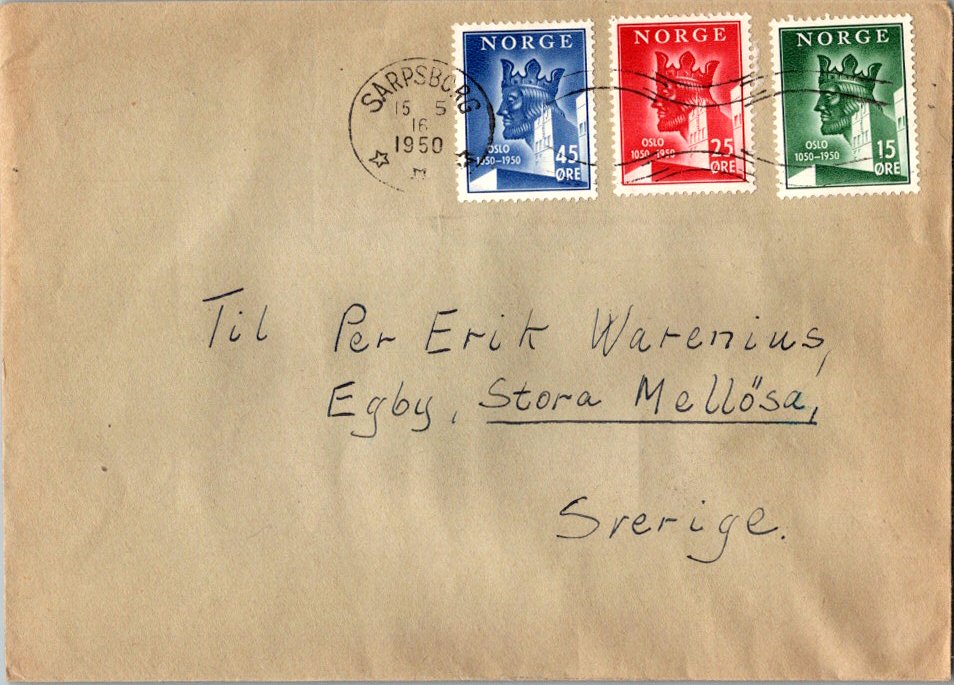 SARPSBORG
15 5
16
1950
M
NORGE
OSLO
1050–1950
45
ØRE
NORGE
OSLO
1050–1950
25
ØRE
NORGE
OSLO
1050–1950
15
ØRE
Til Per Erik Warenius,
Egby, Stora Mellösa,
Sverige.